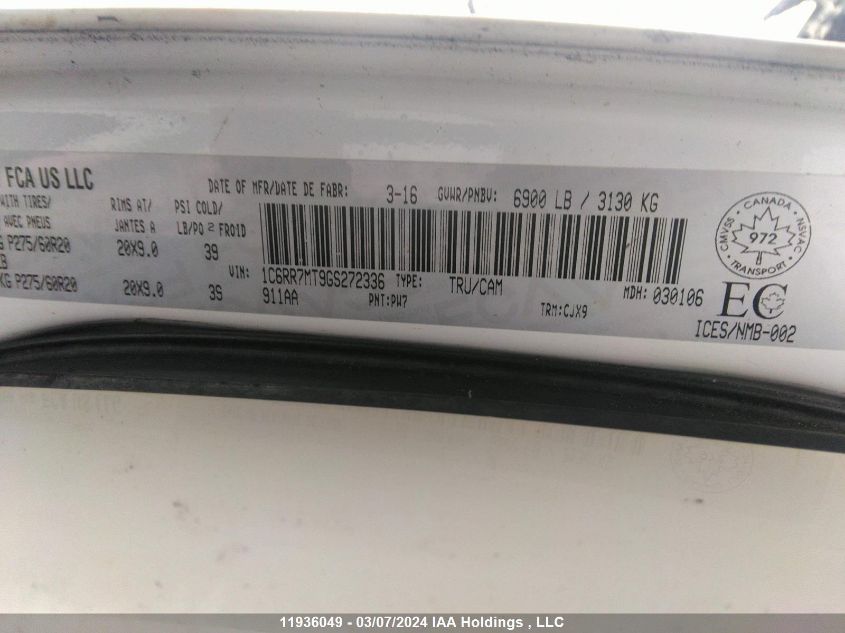 FCA US LLC
DATE OF MFR/DATE DE FABR: 3-16 GVWR/PNBV: 6900 LB / 3130 KG
WITH TIRES/ RIMS AT/ PSI COLD/
AVEC PNEUS JANTES A LB/PO 2 FROID
P275/60R20 20X9.0 39
KG P275/60R20 20X9.0 39
VIN: 1C6RR7MT9GS272336 TYPE: TRU/CAM MDH: 030106
911AA PNT:PW7 TRM:CJX9
CANADA
CMVSS 972 NSVAC
TRANSPORT
EC
ICES/NMB-002
11936049 - 03/07/2024 IAA Holdings , LLC